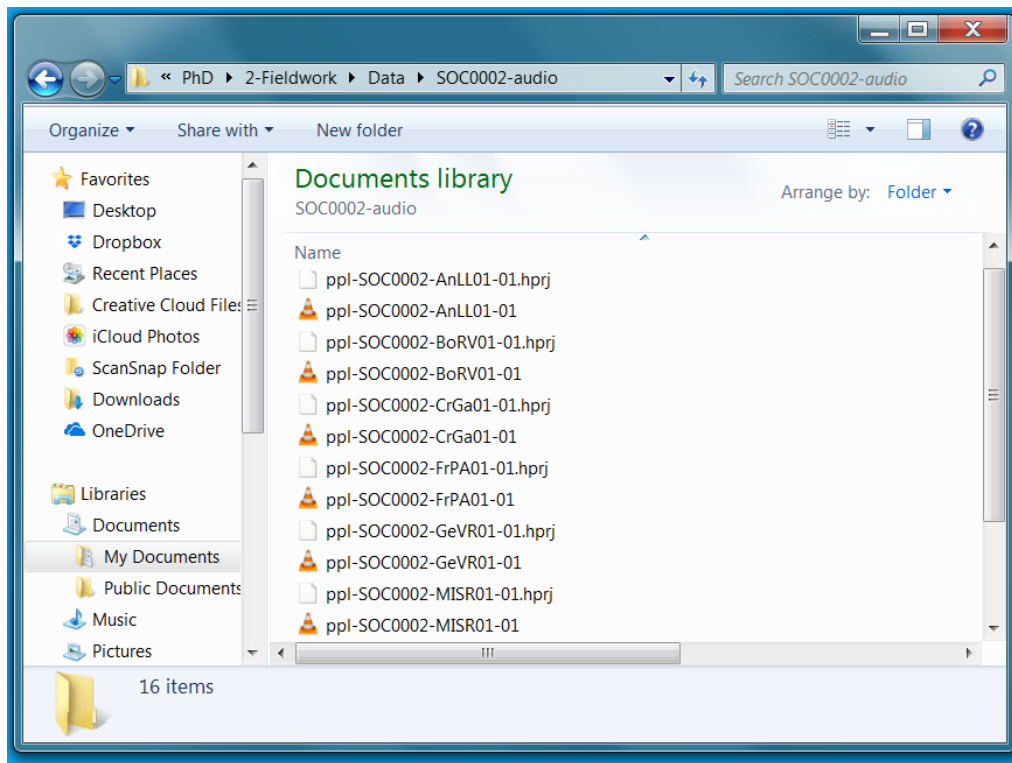 « PhD ▸ 2-Fieldwork ▸ Data ▸ SOC0002-audio
Search SOC0002-audio
Organize Share with New folder
Documents library
SOC0002-audio
Arrange by: Folder
Name
ppl-SOC0002-AnLL01-01.hprj
ppl-SOC0002-AnLL01-01
ppl-SOC0002-BoRV01-01.hprj
ppl-SOC0002-BoRV01-01
ppl-SOC0002-CrGa01-01.hprj
ppl-SOC0002-CrGa01-01
ppl-SOC0002-FrPA01-01.hprj
ppl-SOC0002-FrPA01-01
ppl-SOC0002-GeVR01-01.hprj
ppl-SOC0002-GeVR01-01
ppl-SOC0002-MISR01-01.hprj
ppl-SOC0002-MISR01-01
Favorites
Desktop
Dropbox
Recent Places
Creative Cloud Files
iCloud Photos
ScanSnap Folder
Downloads
OneDrive
Libraries
Documents
My Documents
Public Documents
Music
Pictures
16 items